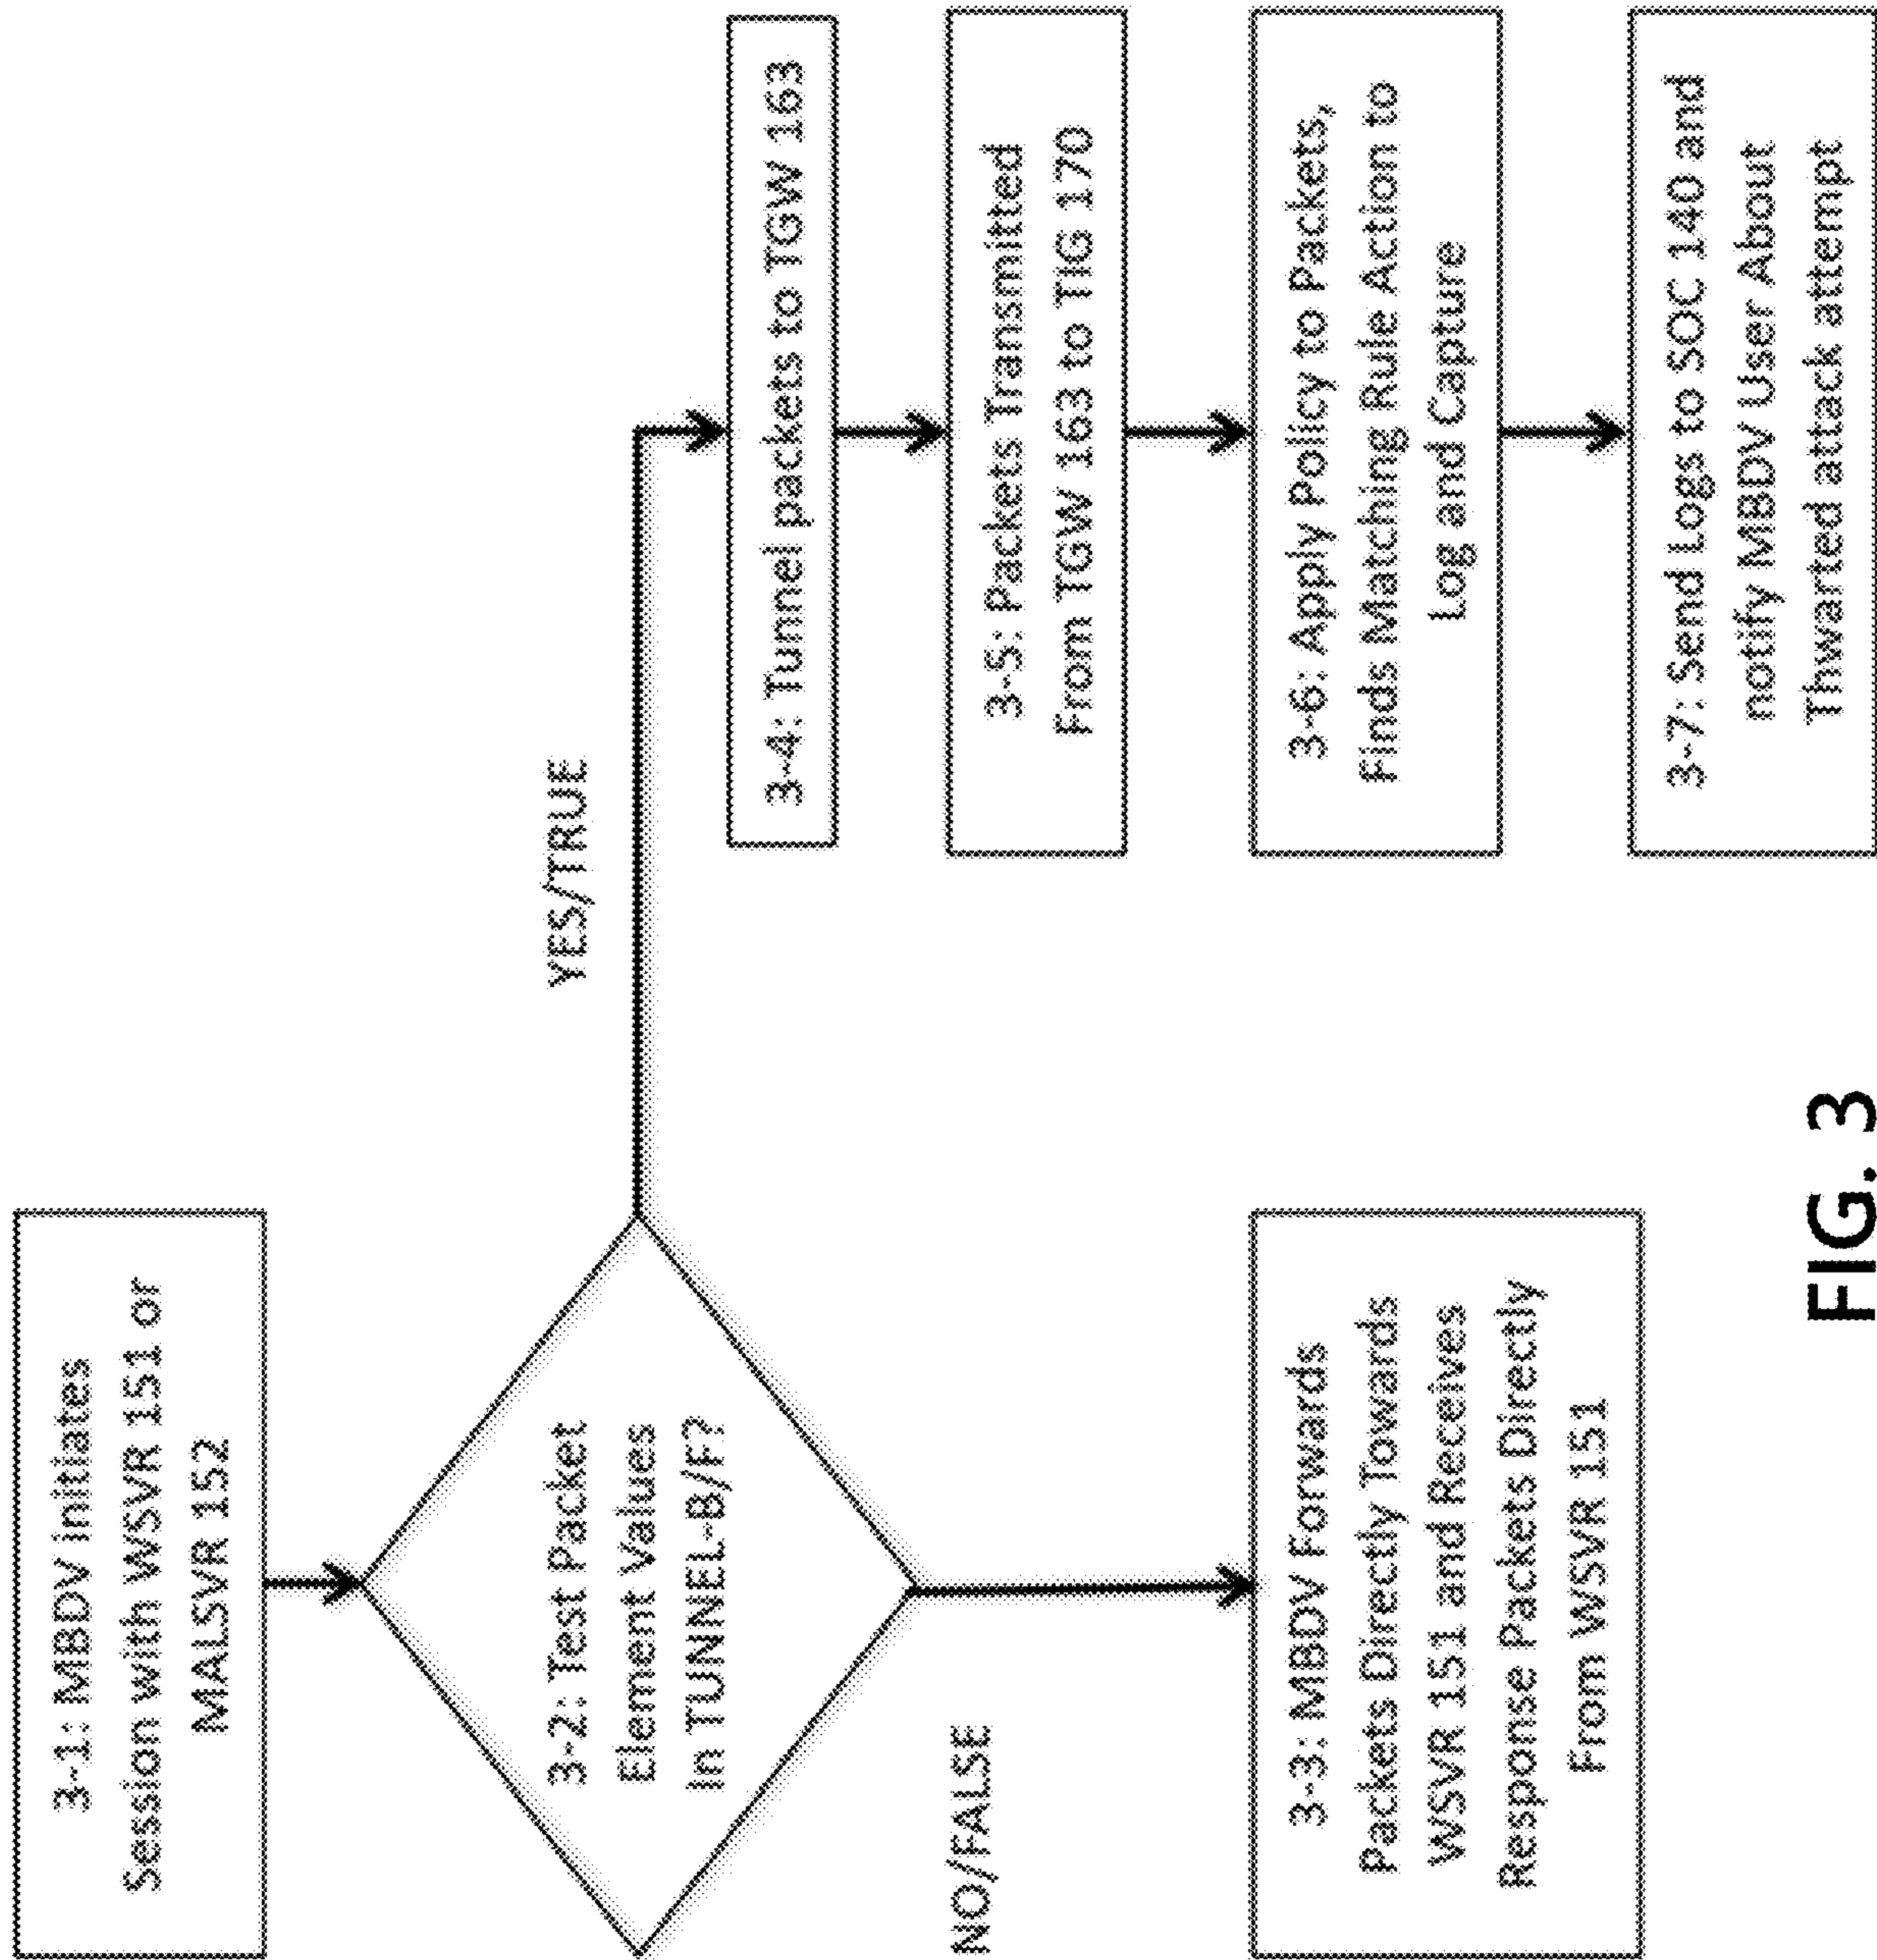 3-1: MBDV initiates
Session with WSVR 151 or
MALSVR 152
3-2: Test Packet
Element Values
In TUNNEL-B/F?
YES/TRUE
NO/FALSE
3-3: MBDV Forwards
Packets Directly Towards
WSVR 151 and Receives
Response Packets Directly
From WSVR 151
3-4: Tunnel packets to TGW 163
3-5: Packets Transmitted
From TGW 163 to TIG 170
3-6: Apply Policy to Packets,
Finds Matching Rule Action to
Log and Capture
3-7: Send Logs to SOC 140 and
notify MBDV User About
Thwarted attack attempt
FIG. 3